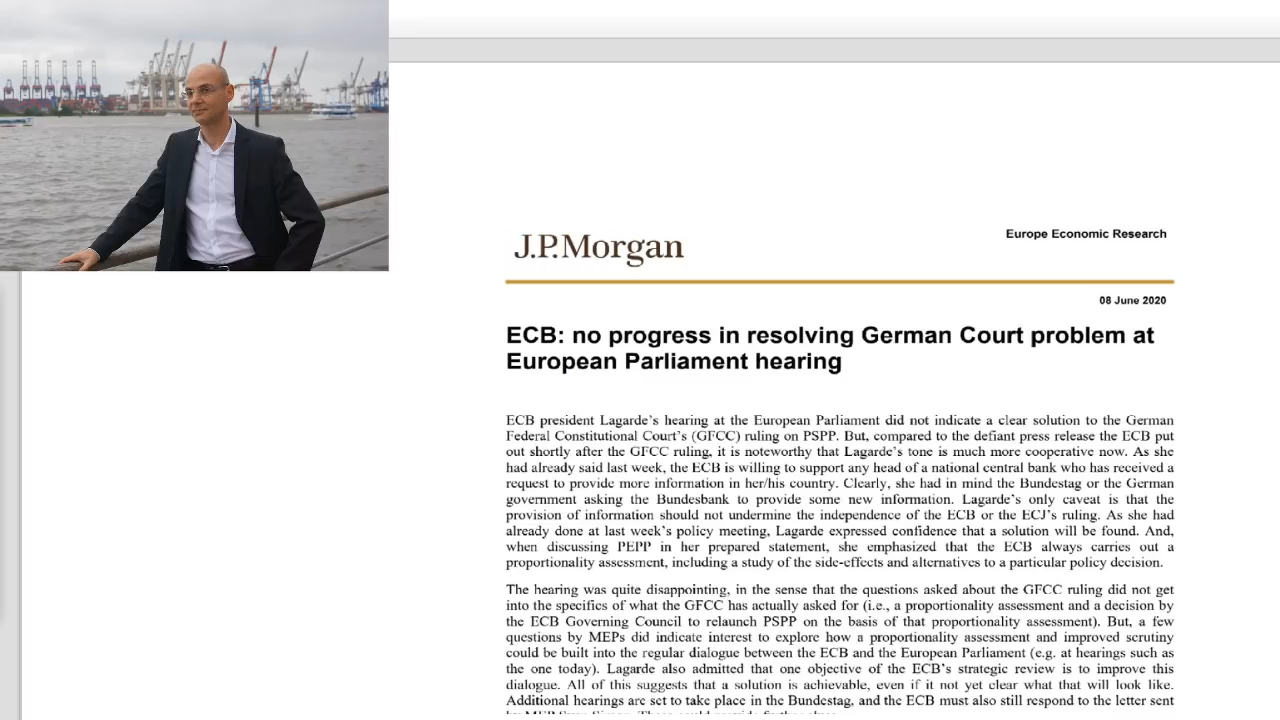 J.P.Morgan
Europe Economic Research
08 June 2020
ECB: no progress in resolving German Court problem at
European Parliament hearing
ECB president Lagarde's hearing at the European Parliament did not indicate a clear solution to the German
Federal Constitutional Court's (GFCC) ruling on PSPP. But, compared to the defiant press release the ECB put
out shortly after the GFCC ruling, it is noteworthy that Lagarde's tone is much more cooperative now. As she
had already said last week, the ECB is willing to support any head of a national central bank who has received a
request to provide more information in her/his country. Clearly, she had in mind the Bundestag or the German
government asking the Bundesbank to provide some new information. Lagarde's only caveat is that the
provision of information should not undermine the independence of the ECB or the ECJ's ruling. As she had
already done at last week's policy meeting, Lagarde expressed confidence that a solution will be found. And,
when discussing PEPP in her prepared statement, she emphasized that the ECB always carries out a
proportionality assessment, including a study of the side-effects and alternatives to a particular policy decision.
The hearing was quite disappointing, in the sense that the questions asked about the GFCC ruling did not get
into the specifics of what the GFCC has actually asked for (i.e., a proportionality assessment and a decision by
the ECB Governing Council to relaunch PSPP on the basis of that proportionality assessment). But, a few
questions by MEPs did indicate interest to explore how a proportionality assessment and improved scrutiny
could be built into the regular dialogue between the ECB and the European Parliament (e.g. at hearings such as
the one today). Lagarde also admitted that one objective of the ECB's strategic review is to improve this
dialogue. All of this suggests that a solution is achievable, even if it not yet clear what that will look like.
Additional hearings are set to take place in the Bundestag, and the ECB must also still respond to the letter sent